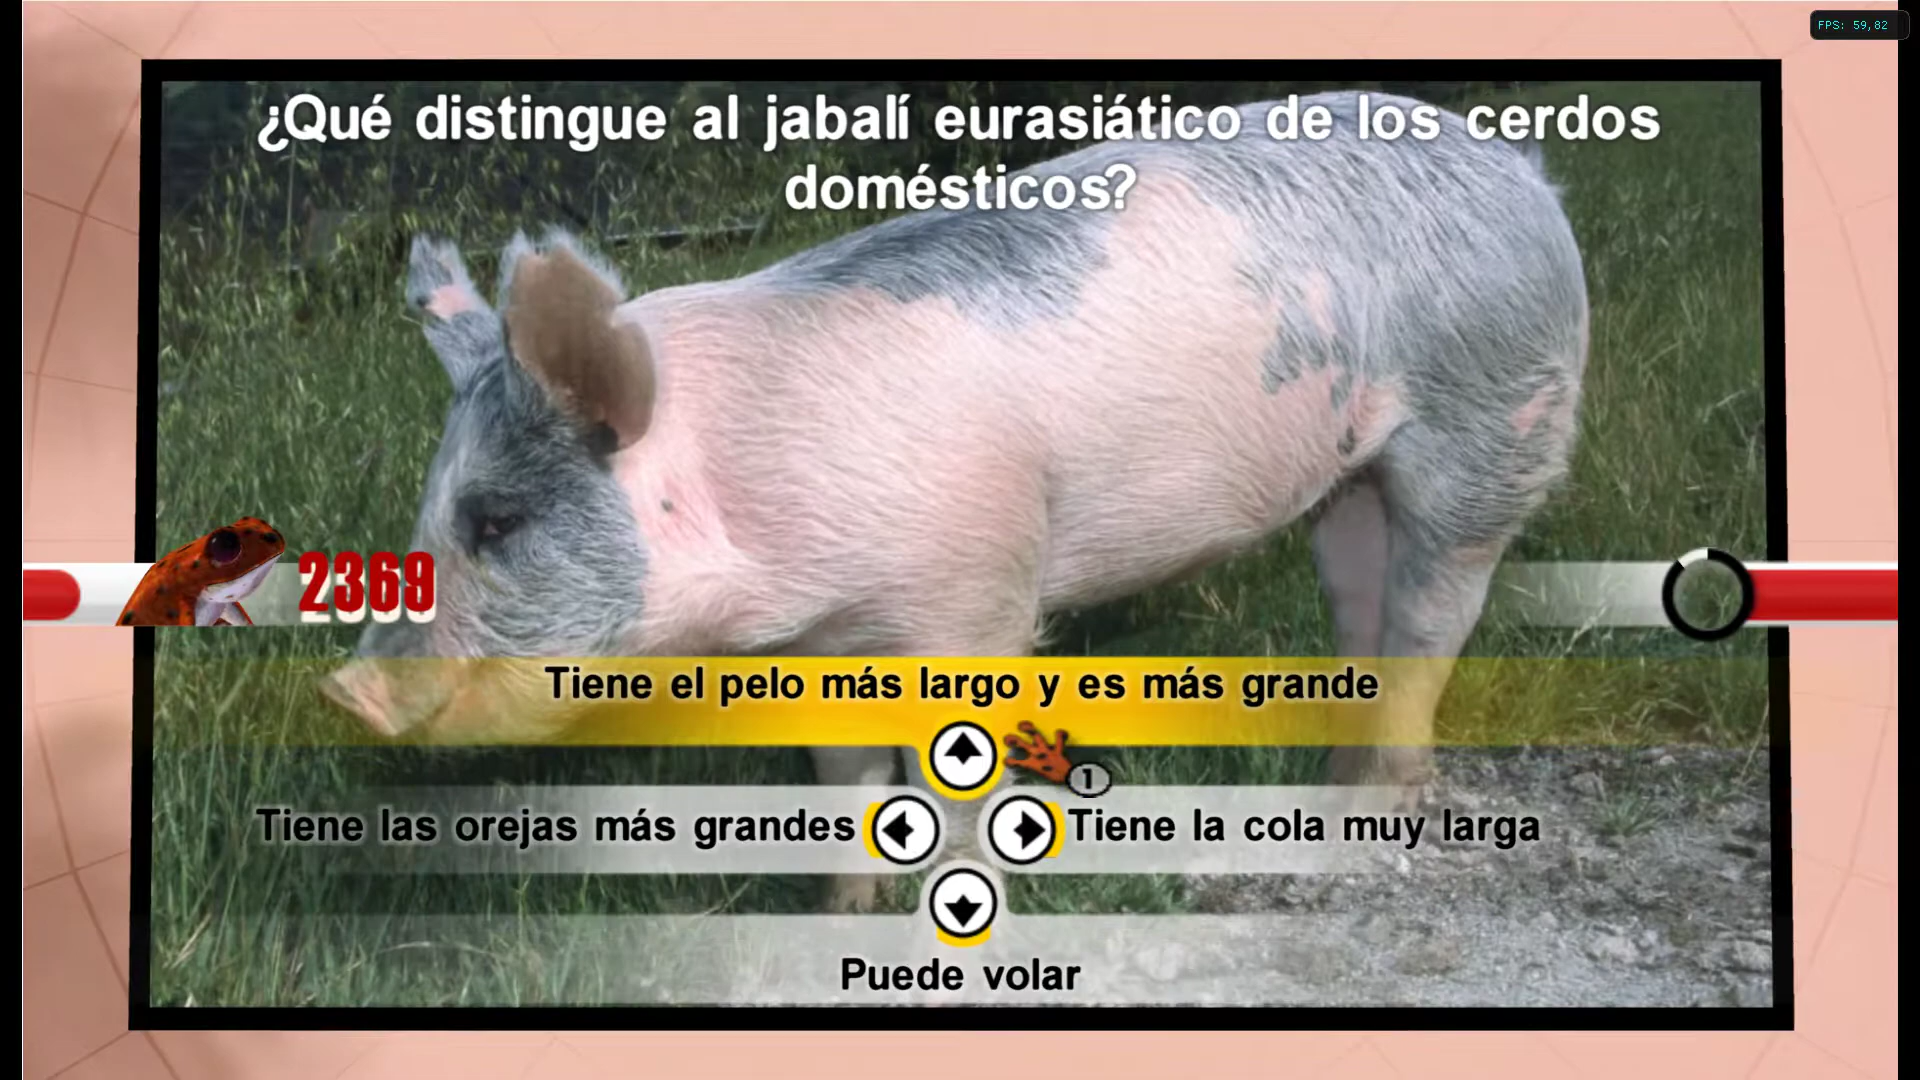 FPS: 59,82
¿Qué distingue al jabalí eurasiático de los cerdos
domésticos?
2369
Tiene el pelo más largo y es más grande
1
Tiene las orejas más grandes
Tiene la cola muy larga
Puede volar